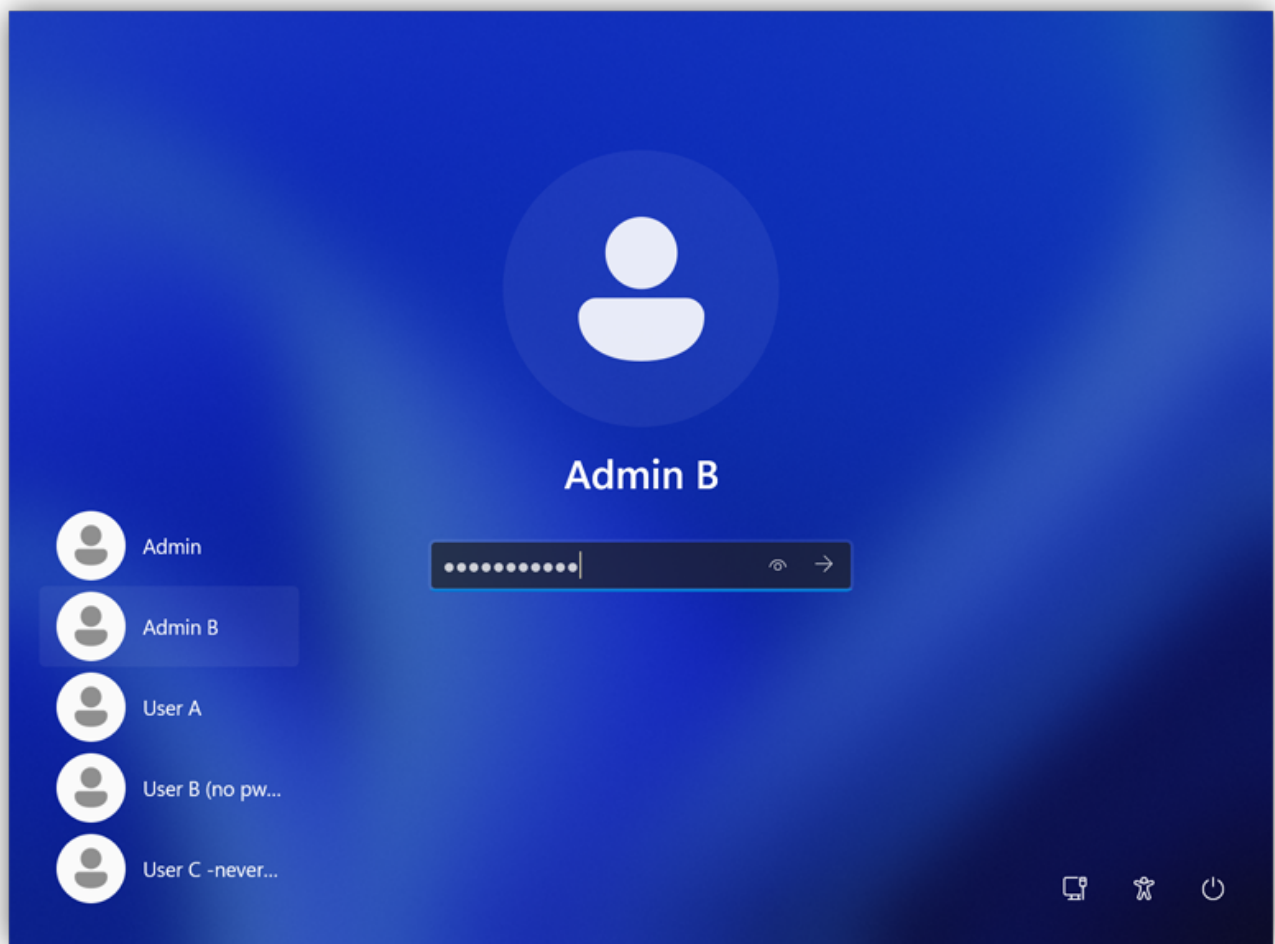 Admin B
●●●●●●●●●●●
Admin
Admin B
User A
User B (no pw...
User C -never...